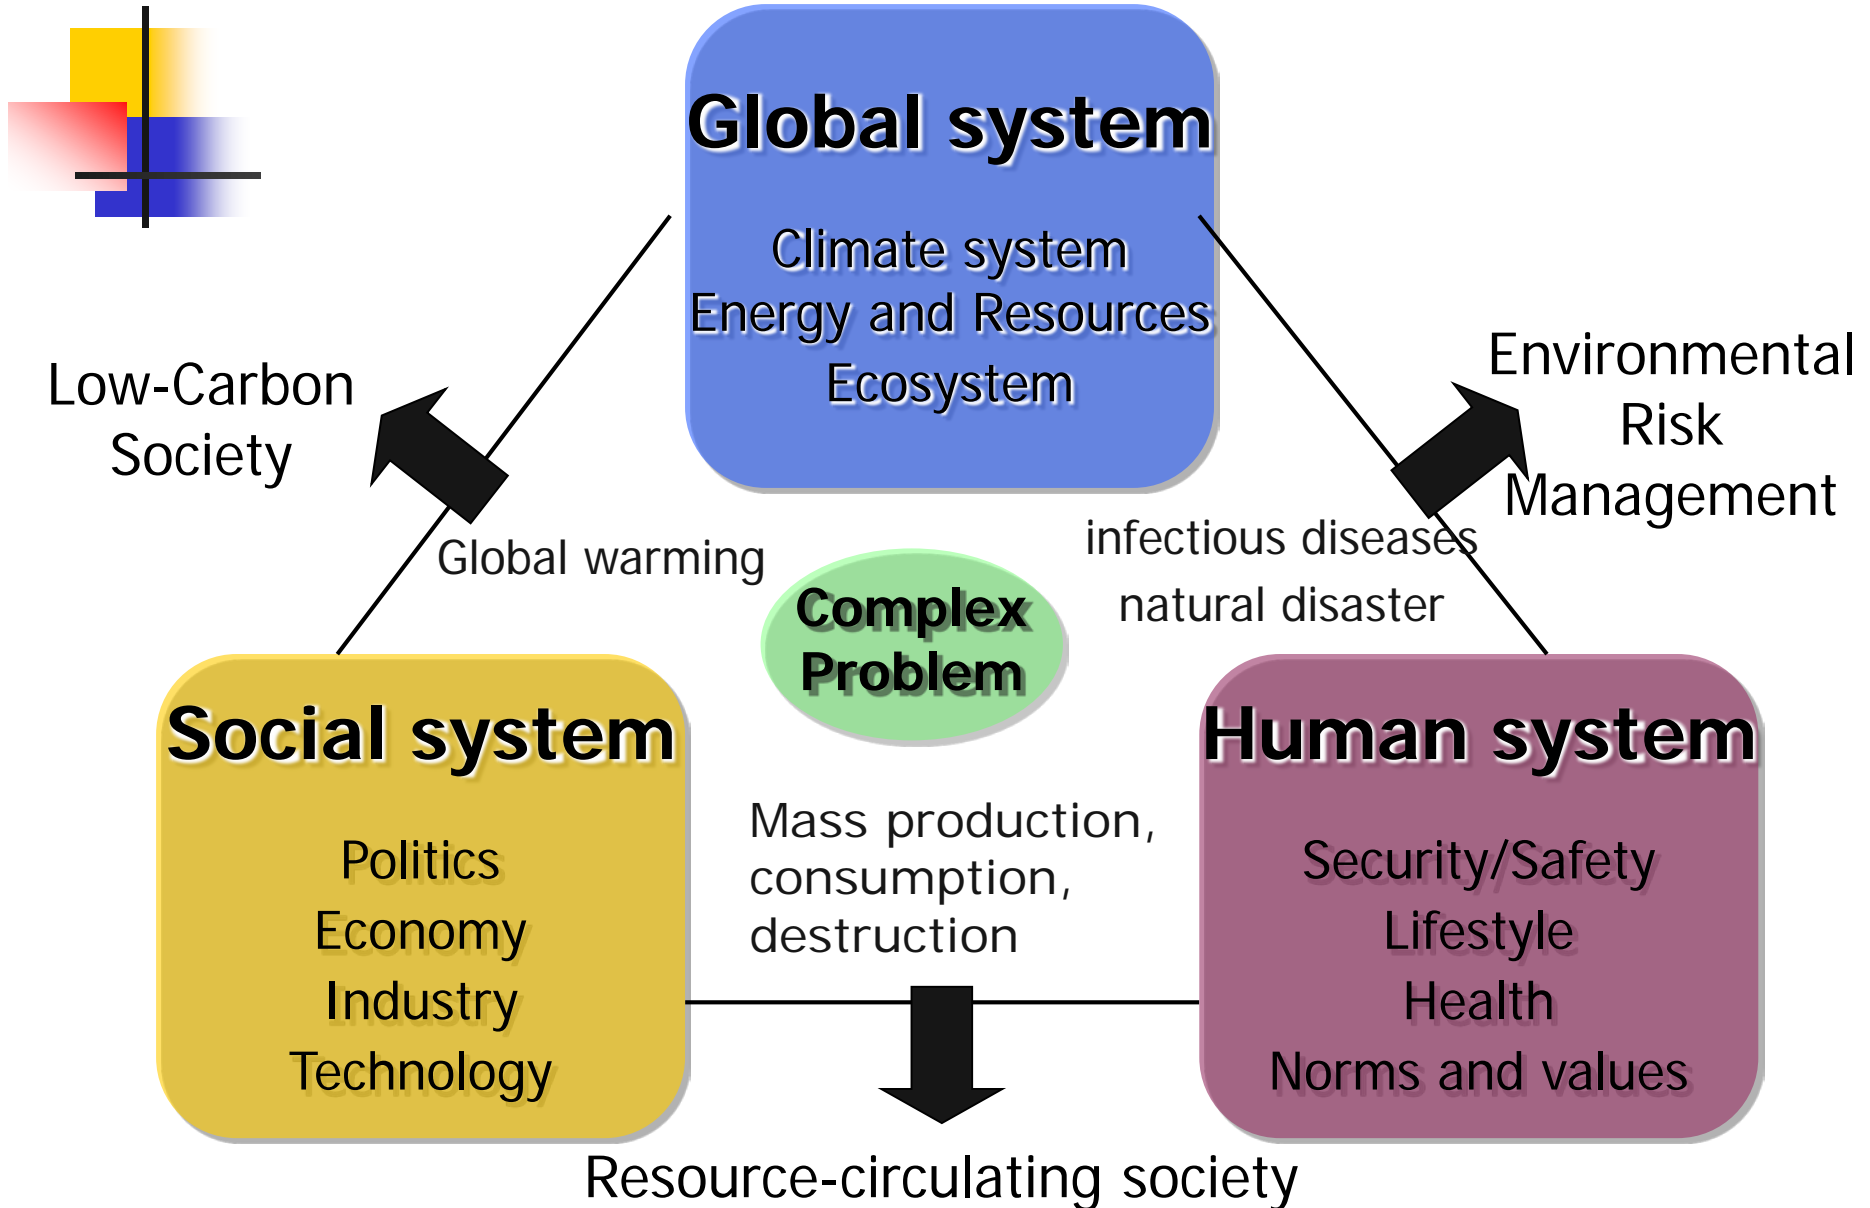 Global system
Climate system
Energy and Resources
Ecosystem
Low-Carbon
Society
Environmental
Risk
Management
Global warming
infectious diseases
natural disaster
Complex
Problem
Social system
Politics
Economy
Industry
Technology
Mass production,
consumption,
destruction
Human system
Security/Safety
Lifestyle
Health
Norms and values
Resource-circulating society